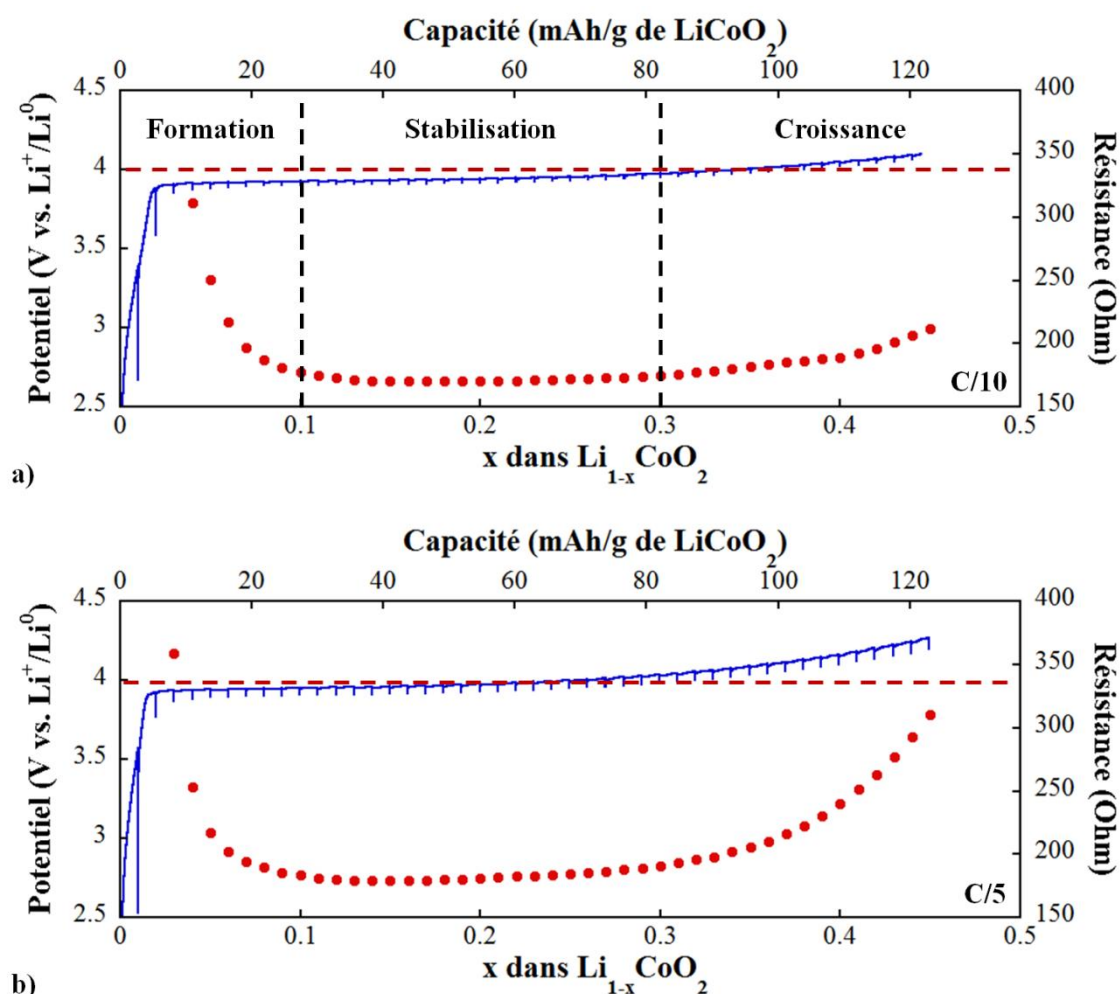 Capacité (mAh/g de LiCoO2)
0 20 40 60 80 100 120
4.5 400
Formation Stabilisation Croissance
4 350
3.5 300
3 250
200
2.5 150
C/10
Potentiel (V vs. Li+/Li0)
Résistance (Ohm)
0 0.1 0.2 0.3 0.4 0.5
x dans Li1-xCoO2
a)
Capacité (mAh/g de LiCoO2)
0 20 40 60 80 100 120
4.5 400
4 350
3.5 300
3 250
200
2.5 150
C/5
Potentiel (V vs. Li+/Li0)
Résistance (Ohm)
0 0.1 0.2 0.3 0.4 0.5
x dans Li1-xCoO2
b)